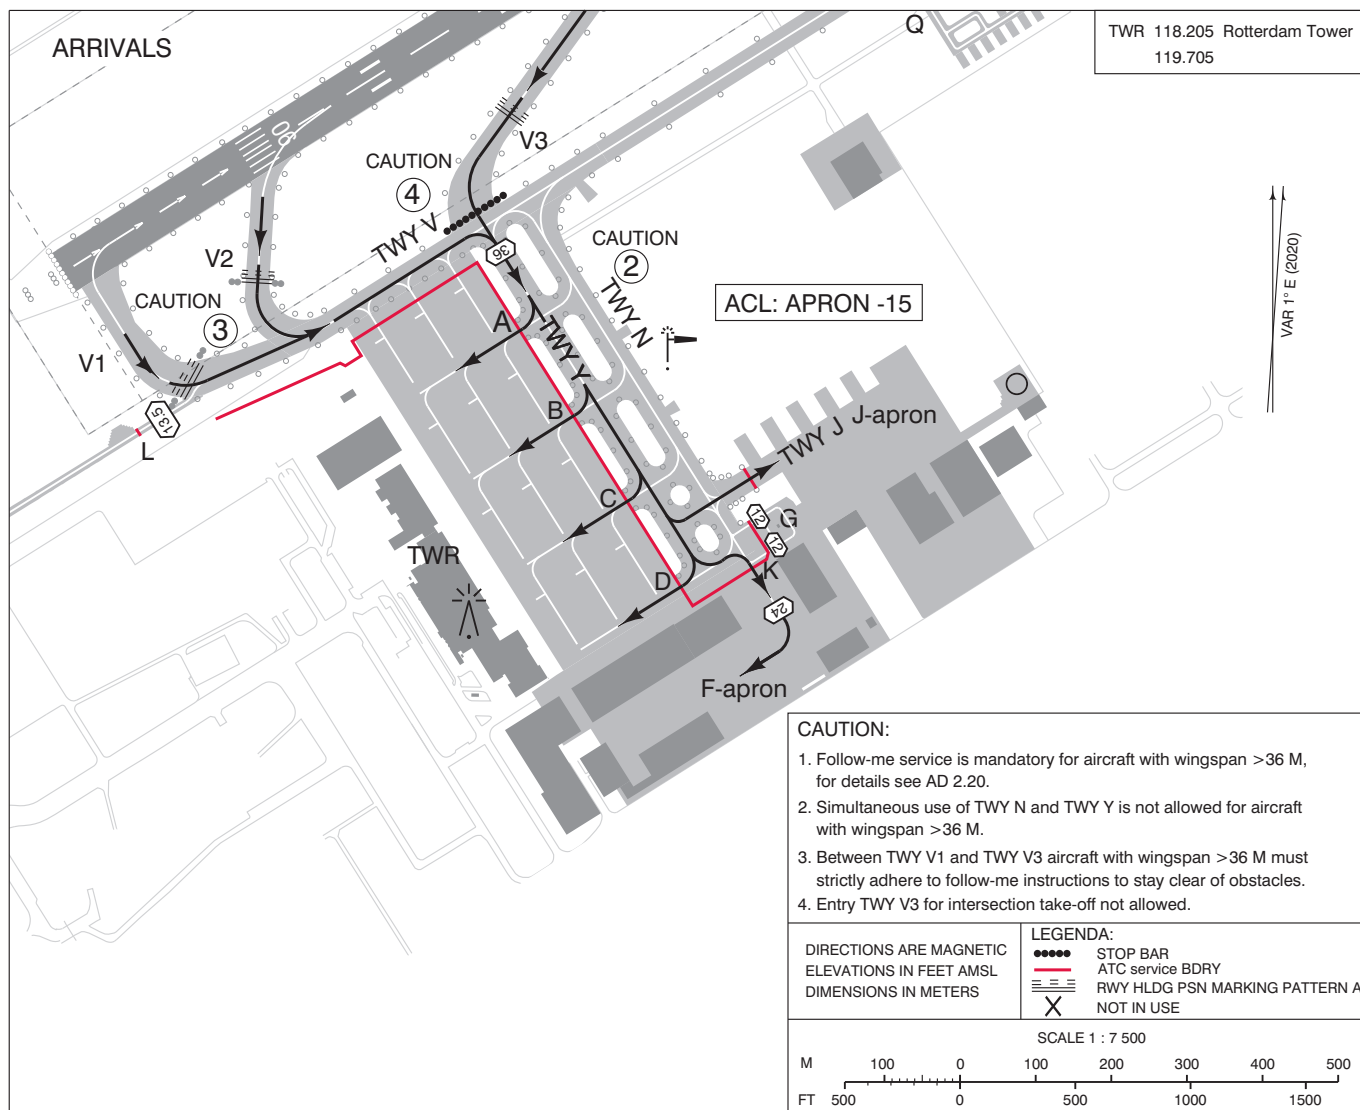 ARRIVALS
Q
TWR 118.205 Rotterdam Tower
119.705
06
V3
CAUTION
4
TWY V
36
CAUTION
2
TWY N
V2
CAUTION
3
V1
ACL: APRON -15
VAR 1° E (2020)
A
TWY Y
B
13.5
L
J-apron
TWY J
C
12
G
12
TWR
D
K
24
F-apron
CAUTION:
1. Follow-me service is mandatory for aircraft with wingspan >36 M,
for details see AD 2.20.
2. Simultaneous use of TWY N and TWY Y is not allowed for aircraft
with wingspan >36 M.
3. Between TWY V1 and TWY V3 aircraft with wingspan >36 M must
strictly adhere to follow-me instructions to stay clear of obstacles.
4. Entry TWY V3 for intersection take-off not allowed.
DIRECTIONS ARE MAGNETIC
ELEVATIONS IN FEET AMSL
DIMENSIONS IN METERS
LEGENDA:
STOP BAR
ATC service BDRY
RWY HLDG PSN MARKING PATTERN A
NOT IN USE
SCALE 1 : 7 500
M 100 0 100 200 300 400 500
FT 500 0 500 1000 1500